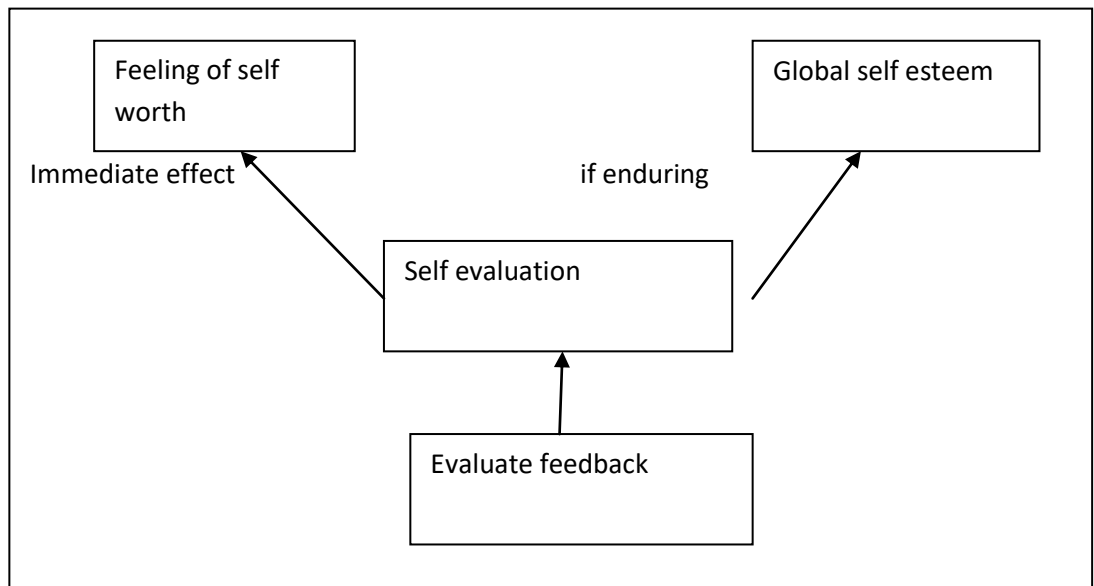 Feeling of self
worth
Global self esteem
Immediate effect
if enduring
Self evaluation
Evaluate feedback